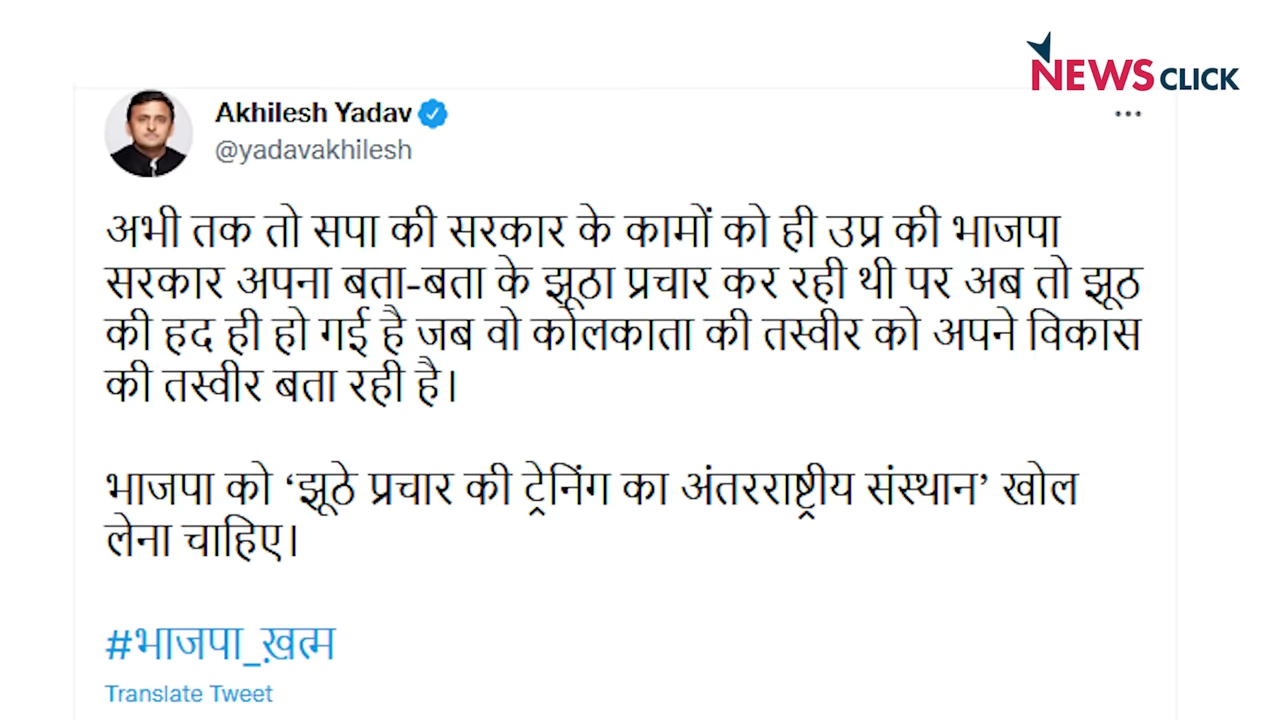 NEWSCLICK
Akhilesh Yadav
@yadavakhilesh
अभी तक तो सपा की सरकार के कामों को ही उप्र की भाजपा
सरकार अपना बता-बता के झूठा प्रचार कर रही थी पर अब तो झूठ
की हद ही हो गई है जब वो कोलकाता की तस्वीर को अपने विकास
की तस्वीर बता रही है।
भाजपा को ‘झूठे प्रचार की ट्रेनिंग का अंतरराष्ट्रीय संस्थान’ खोल
लेना चाहिए।
#भाजपा_ख़त्म
Translate Tweet